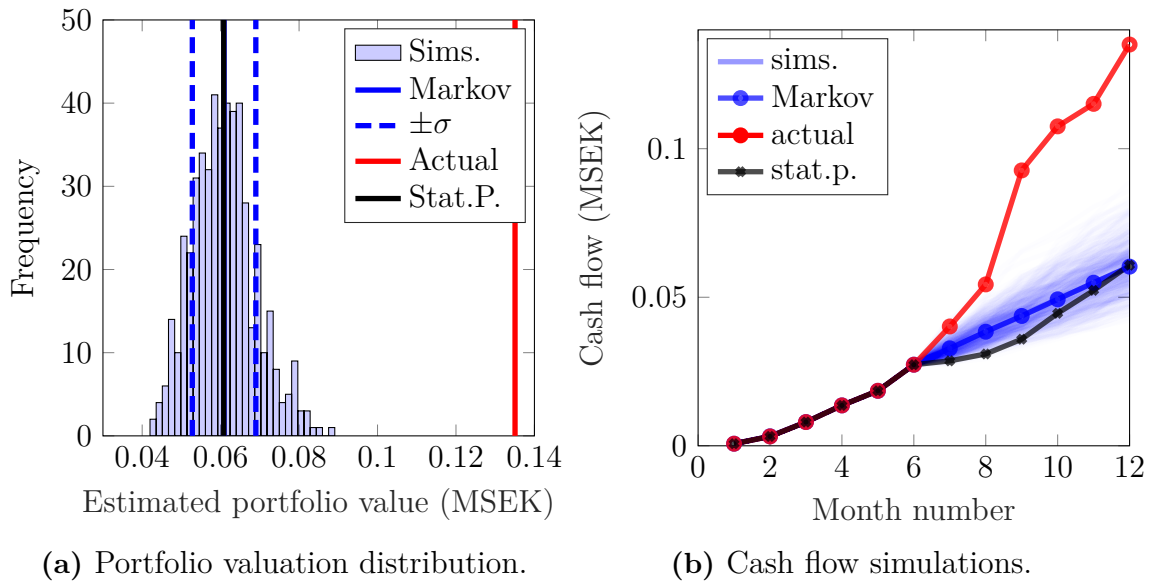 50
40
30
20
10
0
0.04 0.06 0.08 0.1 0.12 0.14
Frequency
Estimated portfolio value (MSEK)
Sims.
Markov
±σ
Actual
Stat.P.
(a) Portfolio valuation distribution.
0.1
0.05
0
0 2 4 6 8 10 12
Cash flow (MSEK)
Month number
sims.
Markov
actual
stat.p.
(b) Cash flow simulations.